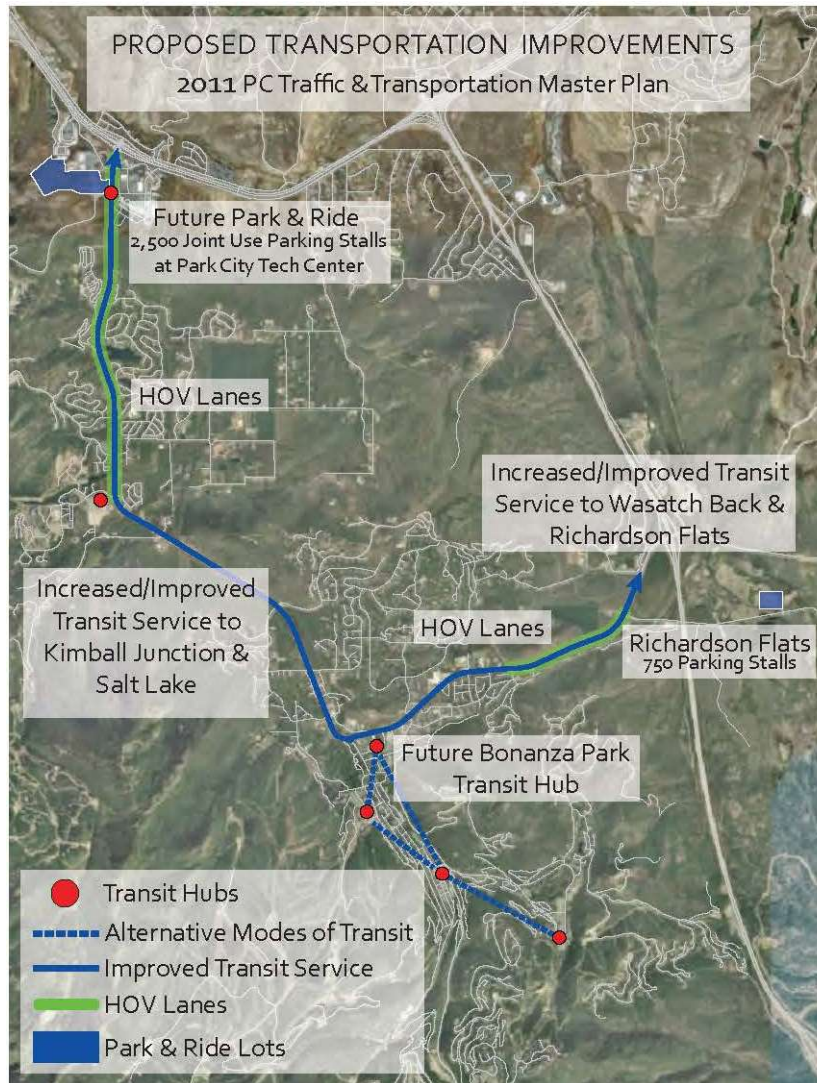 PROPOSED TRANSPORTATION IMPROVEMENTS
2011 PC Traffic & Transportation Master Plan
Future Park & Ride
2,500 Joint Use Parking Stalls
at Park City Tech Center
HOV Lanes
Increased/Improved Transit
Service to Wasatch Back &
Richardson Flats
Increased/Improved
Transit Service to
Kimball Junction &
Salt Lake
HOV Lanes
Richardson Flats
750 Parking Stalls
Future Bonanza Park
Transit Hub
Transit Hubs
Alternative Modes of Transit
Improved Transit Service
HOV Lanes
Park & Ride Lots